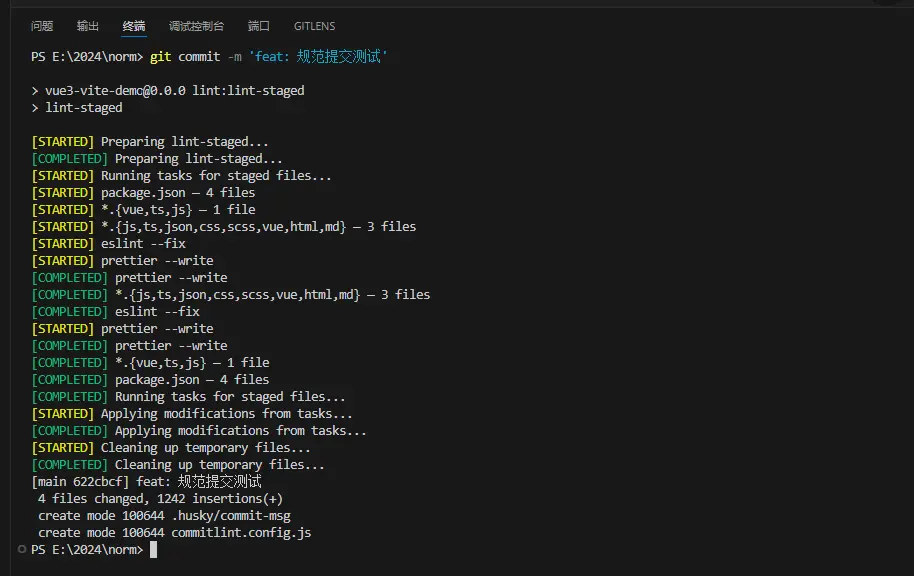 问题 输出 终端 调试控制台 端口 GITLENS
PS E:\2024\norm> git commit -m 'feat: 规范提交测试'
> vue3-vite-demo@0.0.0 lint:lint-staged
> lint-staged
[STARTED] Preparing lint-staged...
[COMPLETED] Preparing lint-staged...
[STARTED] Running tasks for staged files...
[STARTED] package.json — 4 files
[STARTED] *.{vue,ts,js} — 1 file
[STARTED] *.{js,ts,json,css,scss,vue,html,md} — 3 files
[STARTED] eslint --fix
[STARTED] prettier --write
[COMPLETED] prettier --write
[COMPLETED] *.{js,ts,json,css,scss,vue,html,md} — 3 files
[COMPLETED] eslint --fix
[STARTED] prettier --write
[COMPLETED] prettier --write
[COMPLETED] *.{vue,ts,js} — 1 file
[COMPLETED] package.json — 4 files
[COMPLETED] Running tasks for staged files...
[STARTED] Applying modifications from tasks...
[COMPLETED] Applying modifications from tasks...
[STARTED] Cleaning up temporary files...
[COMPLETED] Cleaning up temporary files...
[main 622cbcf] feat: 规范提交测试
4 files changed, 1242 insertions(+)
create mode 100644 .husky/commit-msg
create mode 100644 commitlint.config.js
PS E:\2024\norm>